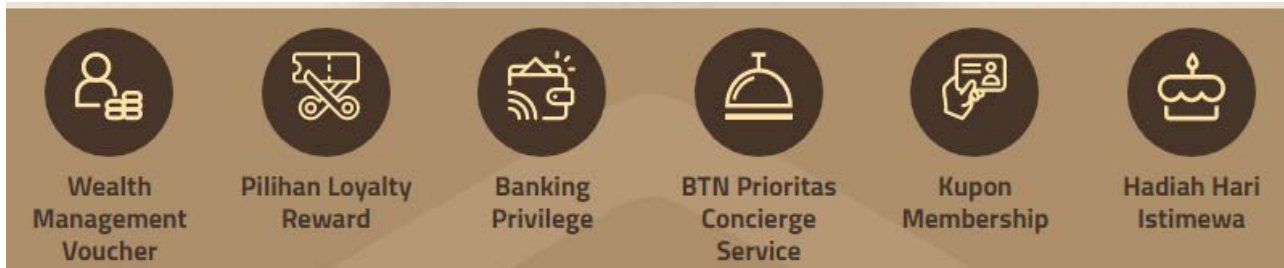 Wealth
Management
Voucher
Pilihan Loyalty
Reward
Banking
Privilege
BTN Prioritas
Concierge
Service
Kupon
Membership
Hadiah Hari
Istimewa